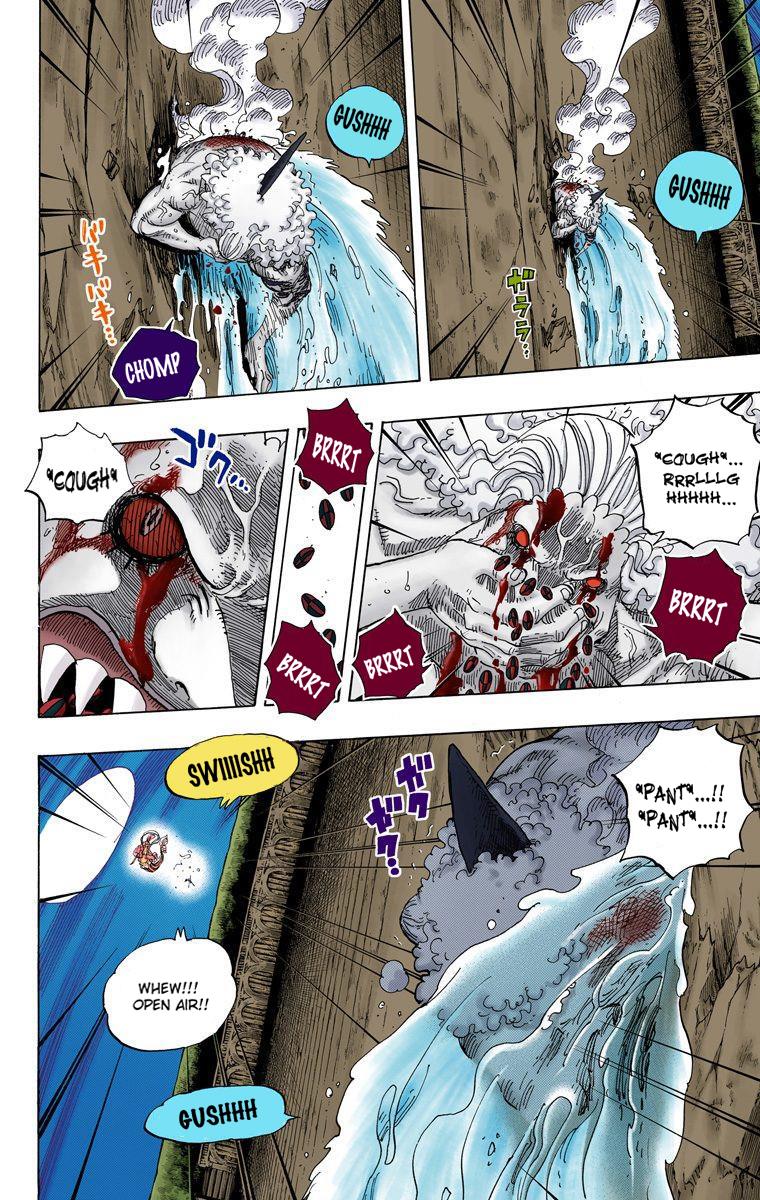 GUSHHH
ガララ…
GUSHHH
バキ
バキ…
CHOMP
*COUGH*...
RRRLLLG
HHHHH...
BRRRT
BRRRT
BRRRT
BRRRT
ゴク…
*COUGH*
*PANT*...!!
*PANT*...!!
ガク
ガク…
SWIIIISHH
WHEW!!!
OPEN AIR!!
GUSHHH